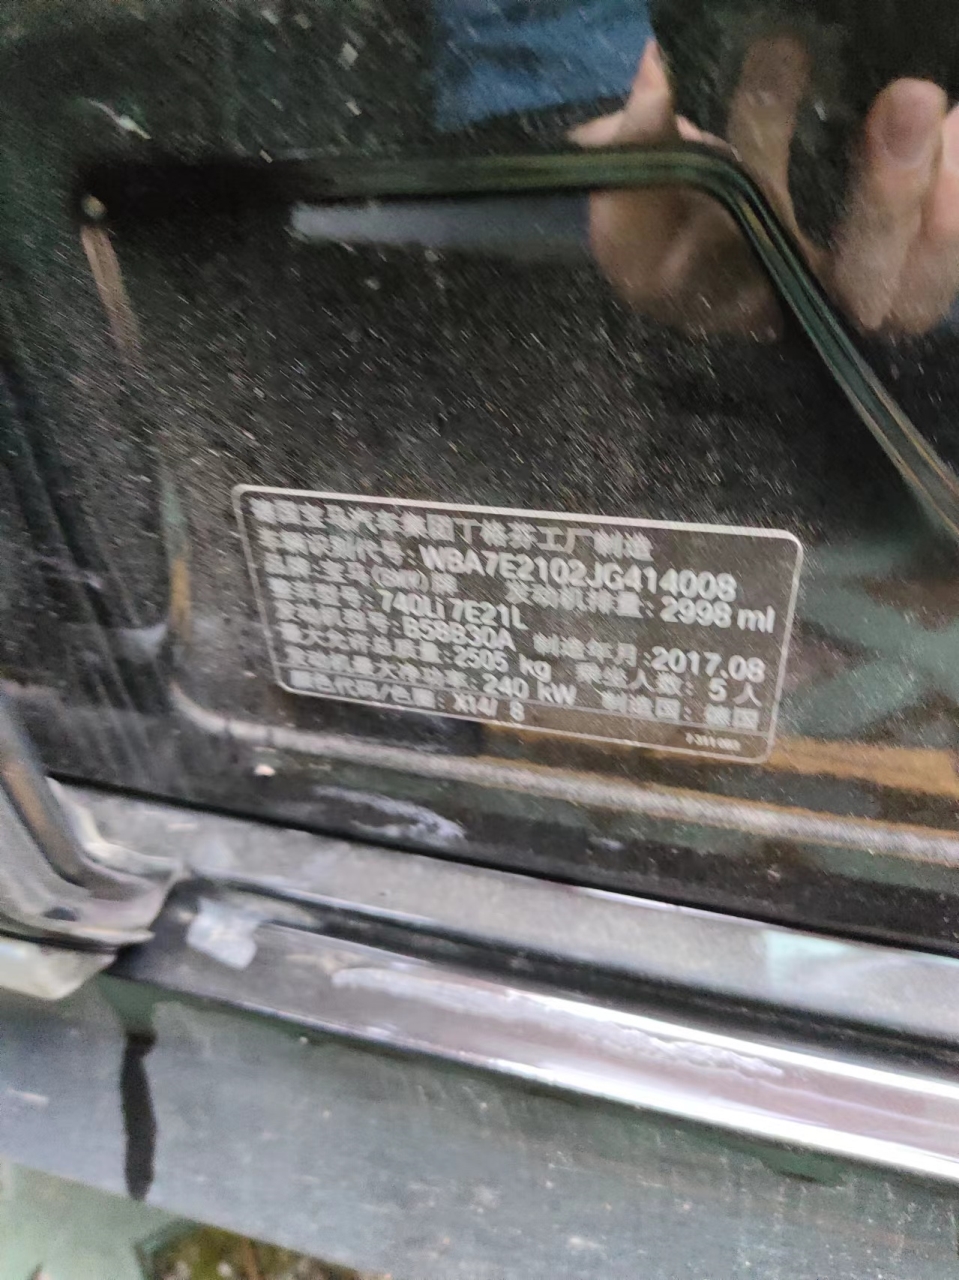 德国宝马汽车集团丁格芬工厂制造
车辆识别代号: WBA7E2102JG414008
品牌: 宝马(BMW)牌 发动机排量: 2998 ml
整车型号: 740Li 7E21L
发动机型号: B58B30A 制造年月: 2017.08
最大允许总质量: 2505 kg 乘坐人数: 5 人
发动机最大净功率: 240 kW 制造国: 德国
颜色代码/色图: X14/ B